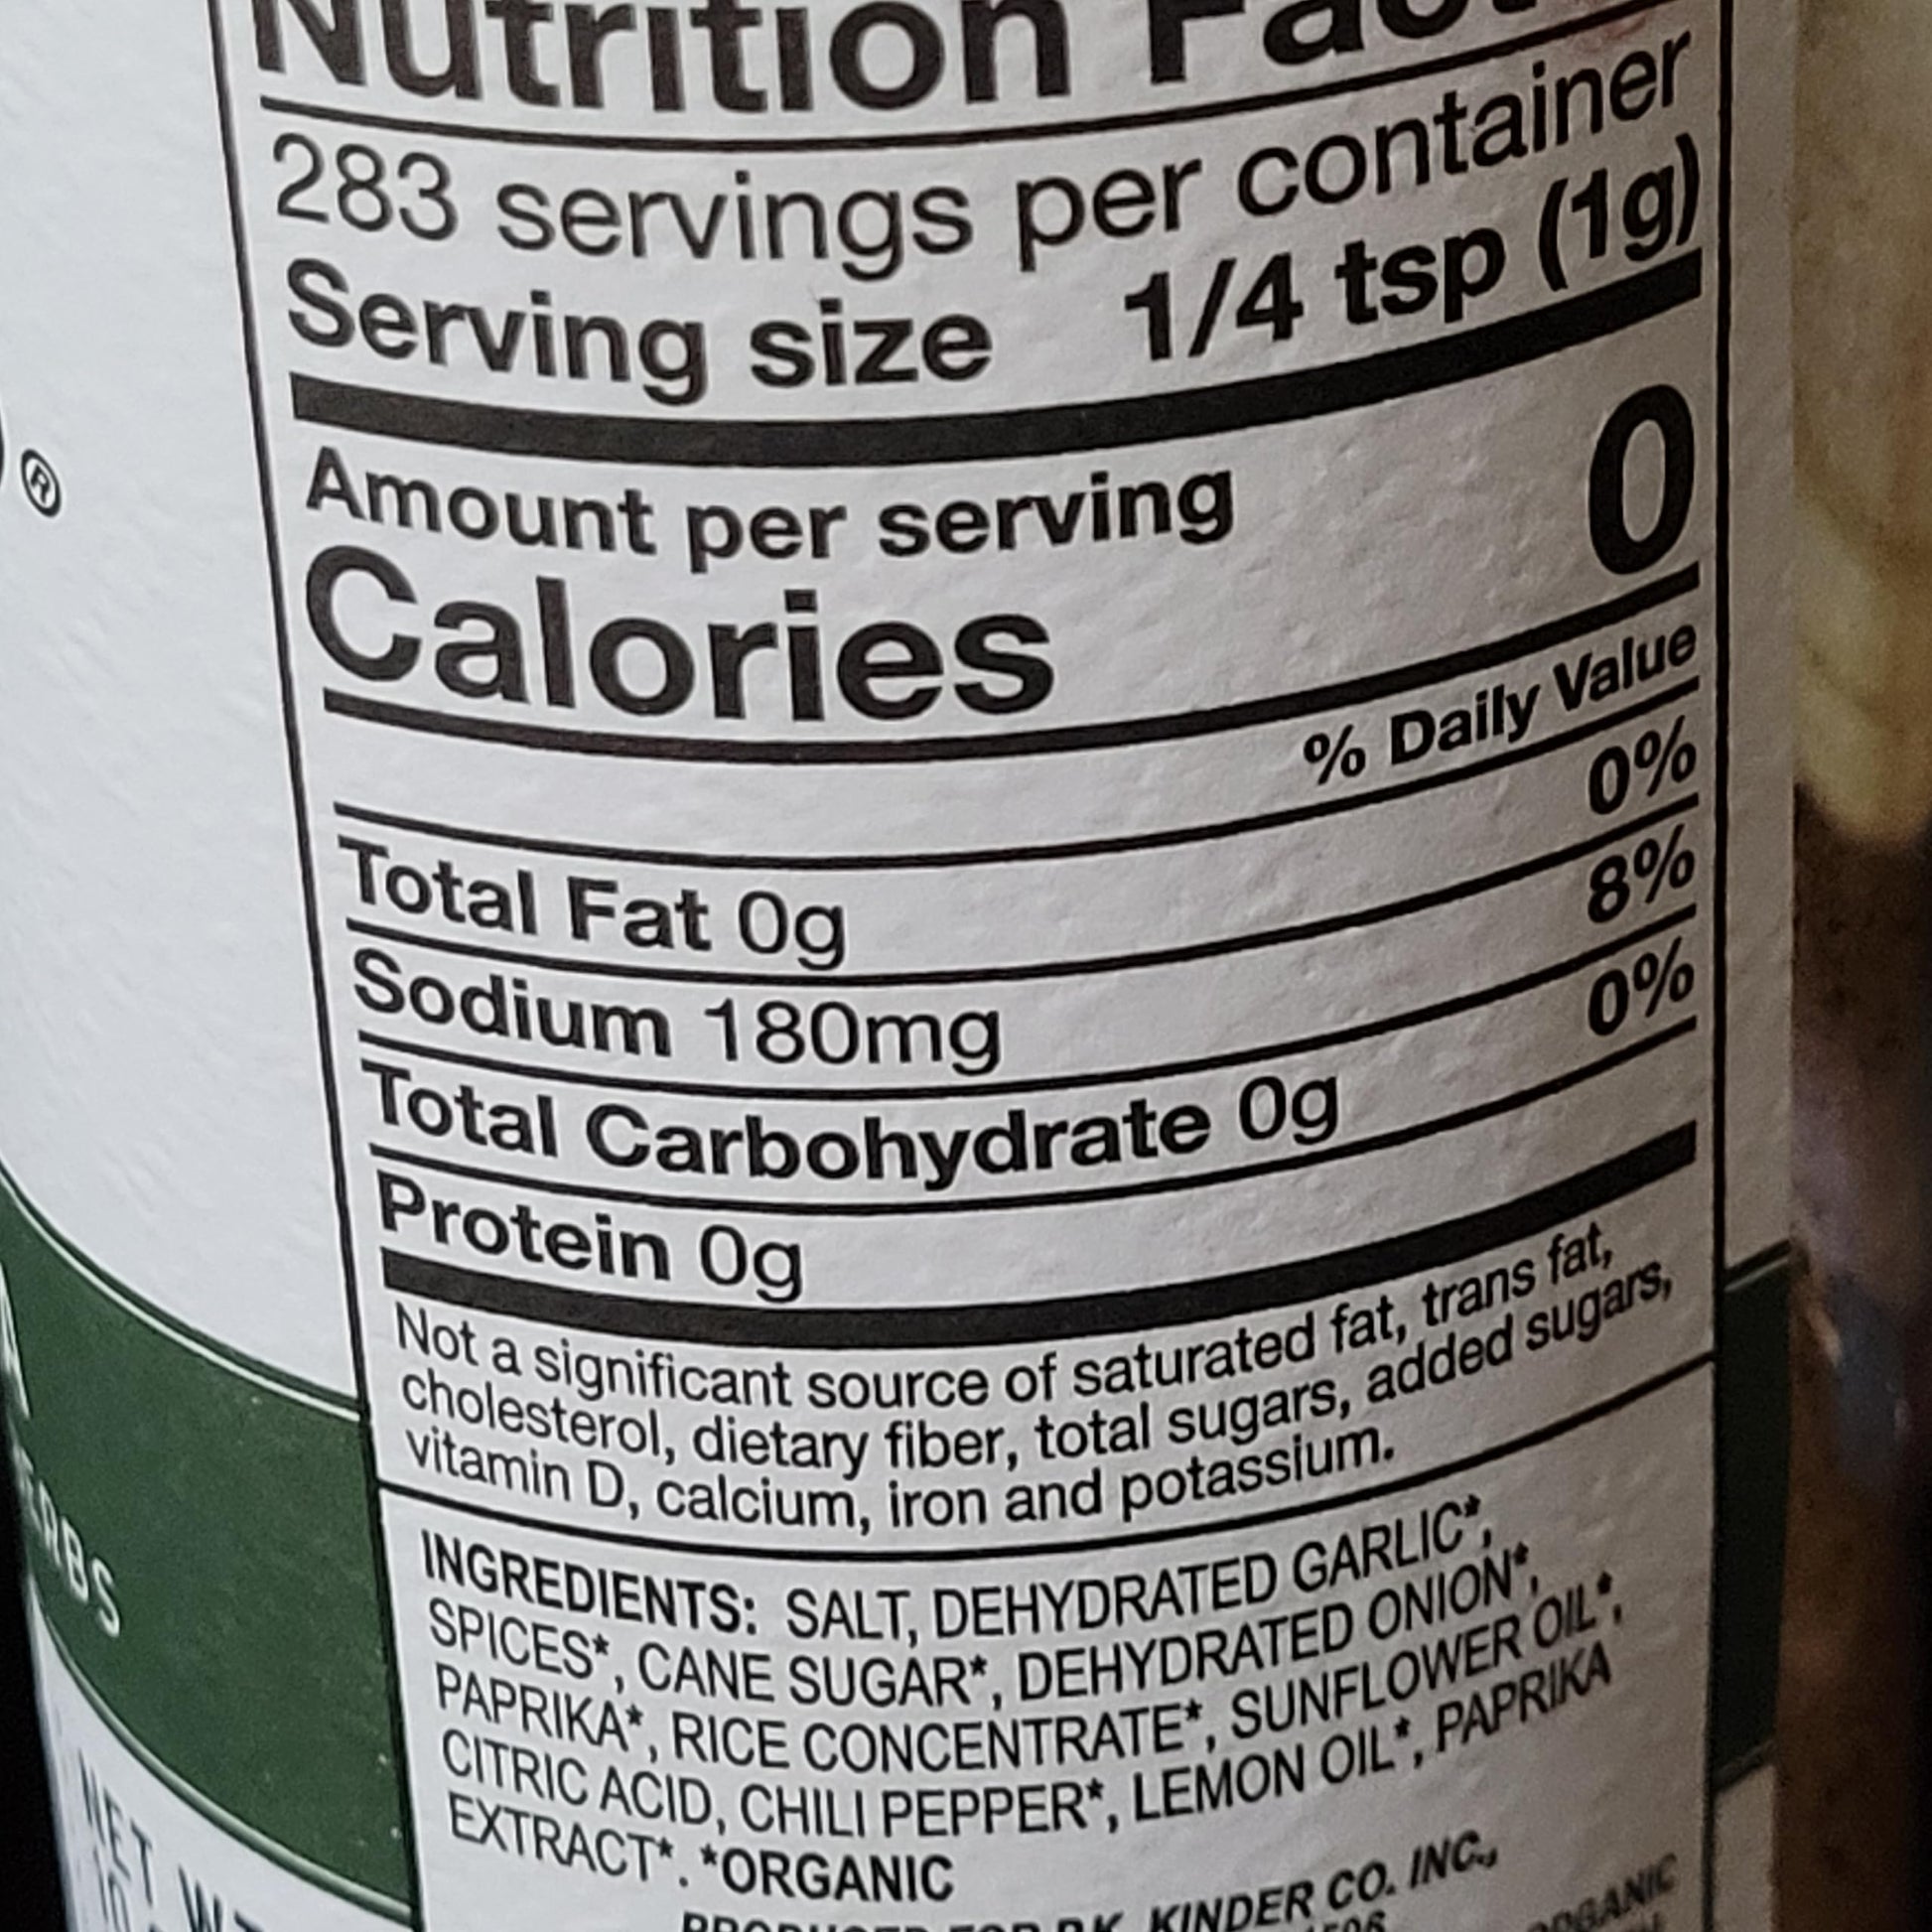 Nutrition
283 servings per container
Serving size 1/4 tsp (1g)
Amount per serving
Calories 0
% Daily Value
Total Fat 0g 0%
Sodium 180mg 8%
Total Carbohydrate 0g 0%
Protein 0g
Not a significant source of saturated fat, trans fat,
cholesterol, dietary fiber, total sugars, added sugars,
vitamin D, calcium, iron and potassium.
INGREDIENTS: SALT, DEHYDRATED GARLIC*,
SPICES*, CANE SUGAR*, DEHYDRATED ONION*,
PAPRIKA*, RICE CONCENTRATE*, SUNFLOWER OIL*,
CITRIC ACID, CHILI PEPPER*, LEMON OIL*, PAPRIKA
EXTRACT*. *ORGANIC
KINDER CO. INC.,
ORGANIC
®
NET